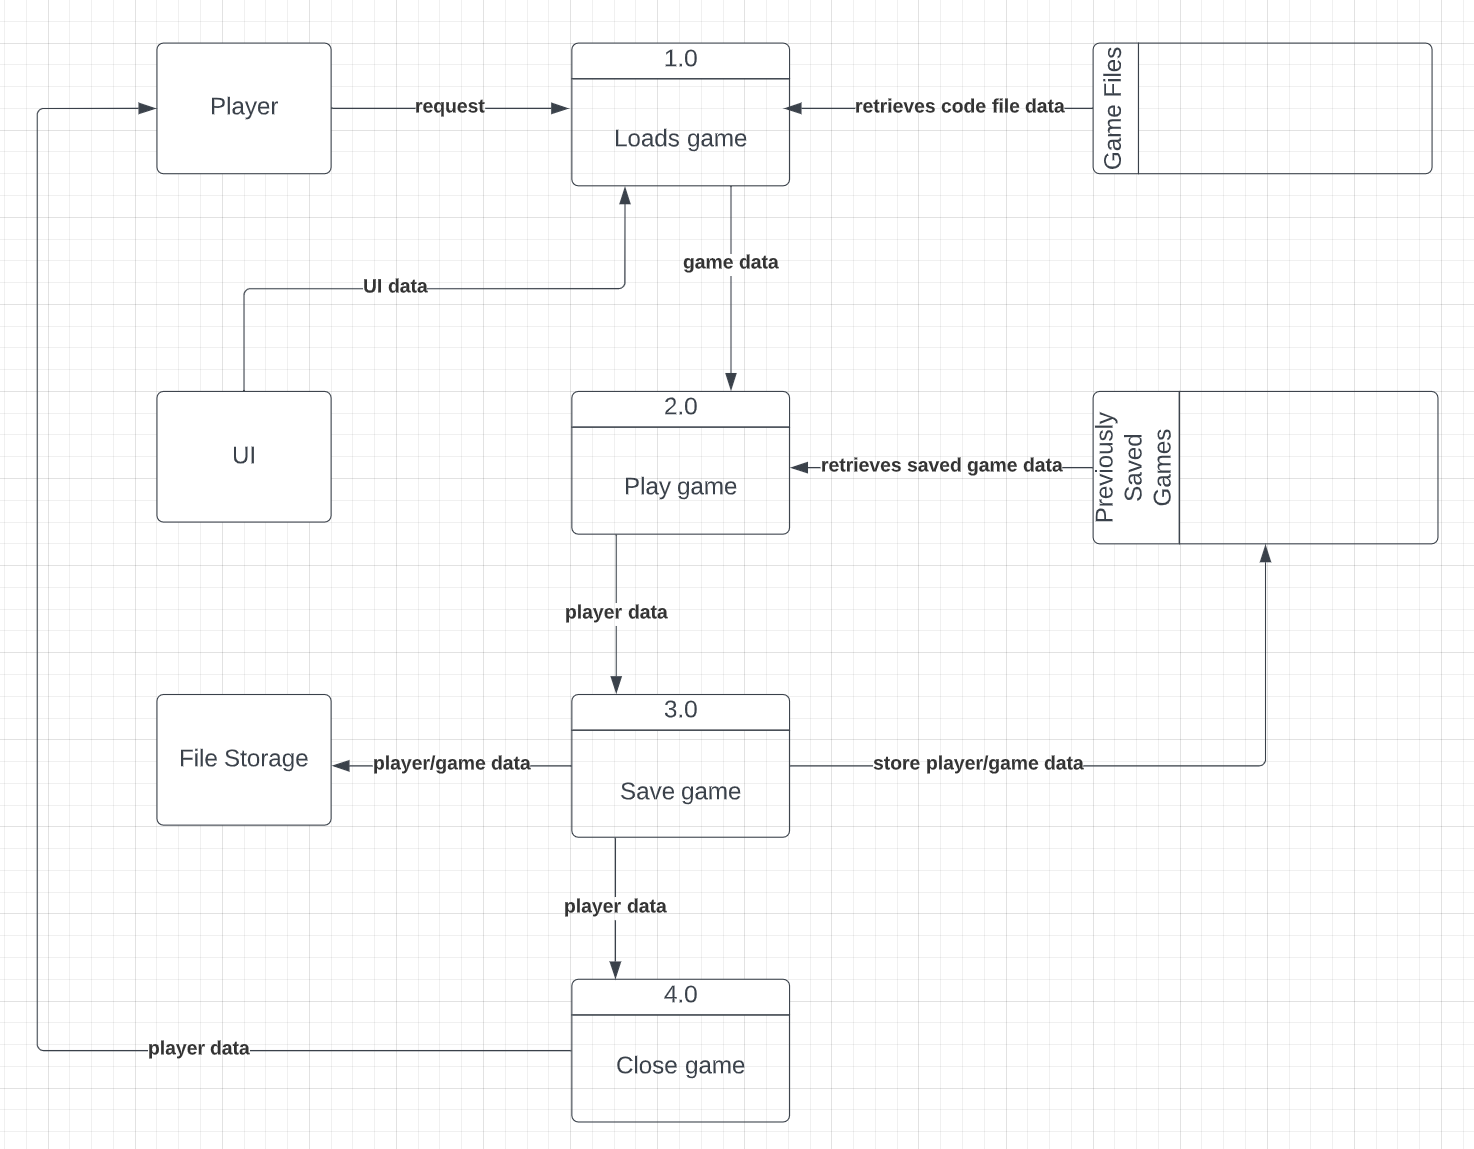 1.0
Player
request
Loads game
retrieves code file data
Game Files
UI data
game data
UI
2.0
Play game
retrieves saved game data
Previously
Saved
Games
player data
File Storage
player/game data
3.0
Save game
store player/game data
player data
4.0
Close game
player data